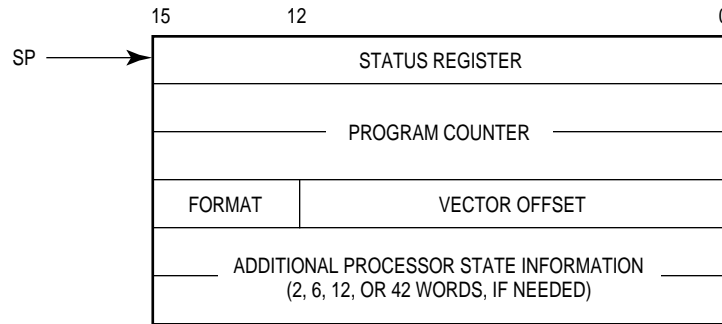 15 12 0
SP STATUS REGISTER
PROGRAM COUNTER
FORMAT VECTOR OFFSET
ADDITIONAL PROCESSOR STATE INFORMATION
(2, 6, 12, OR 42 WORDS, IF NEEDED)